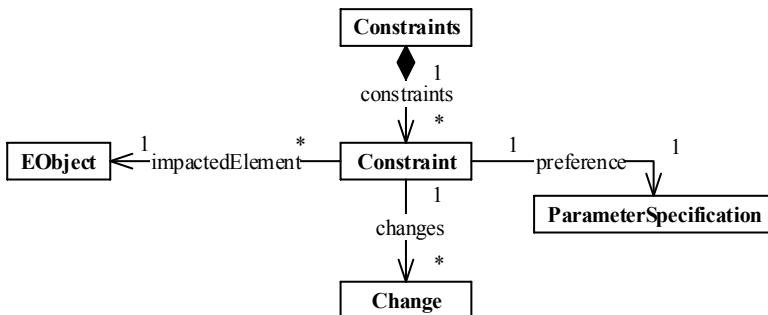 Constraints
1
constraints
*
EObject
1
impactedElement
*
Constraint
1
preference
1
1
changes
ParameterSpecification
*
Change